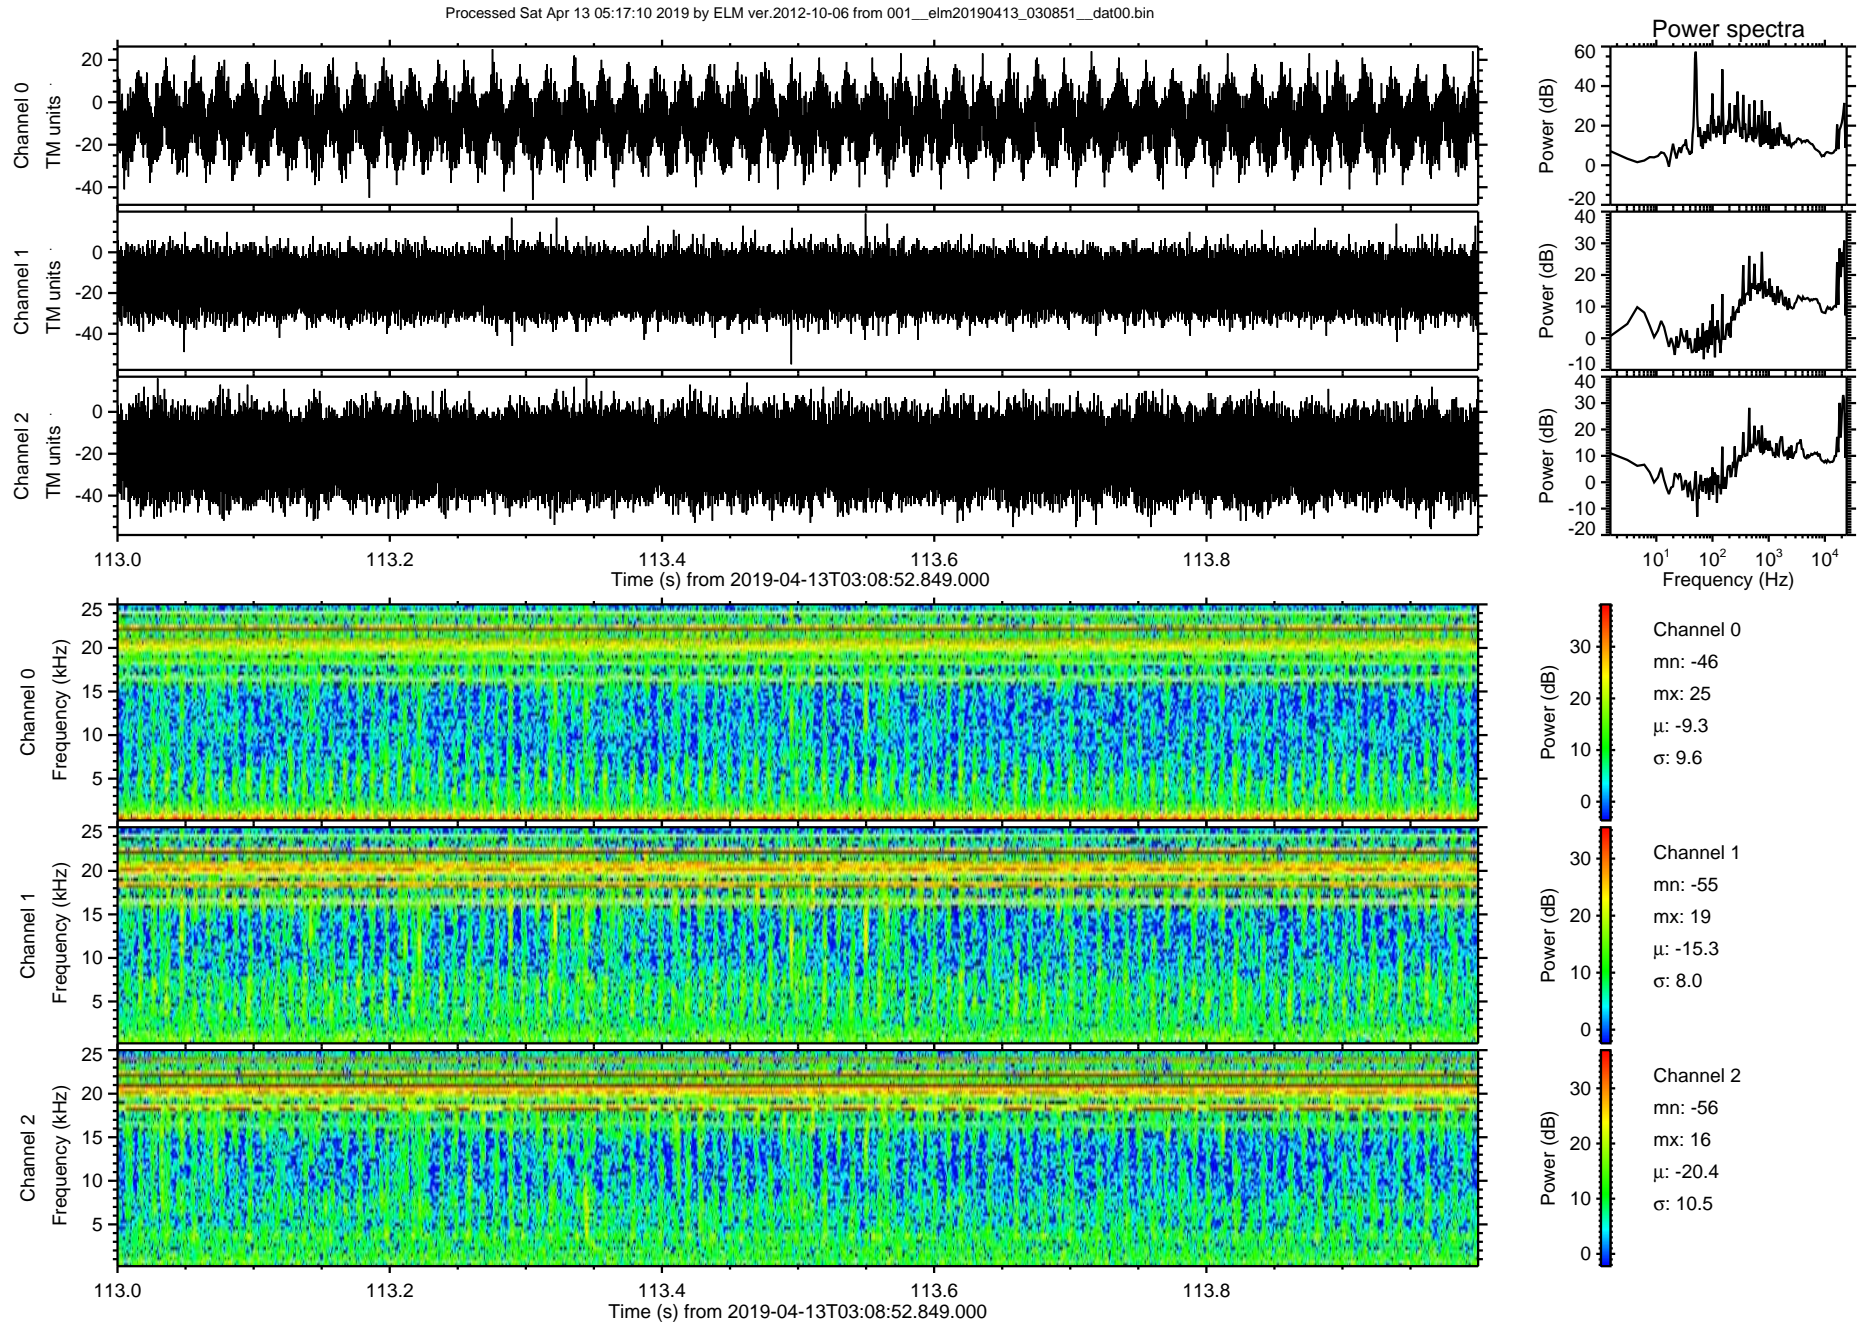 Processed Sat Apr 13 05:17:10 2019 by ELM ver.2012-10-06 from 001__elm20190413_030851__dat00.bin
Power spectra
Channel 0
TM units
20
0
-20
-40
Power (dB)
60
40
20
0
-20
Channel 1
TM units
0
-20
-40
Power (dB)
40
30
20
10
0
-10
Channel 2
TM units
0
-20
-40
Power (dB)
40
30
20
10
0
-10
-20
113.0 113.2 113.4 113.6 113.8
Time (s) from 2019-04-13T03:08:52.849.000
10^1 10^2 10^3 10^4
Frequency (Hz)
Channel 0
Frequency (kHz)
25
20
15
10
5
Power (dB)
30
20
10
0
Channel 0
mn: -46
mx: 25
μ: -9.3
σ: 9.6
Channel 1
Frequency (kHz)
25
20
15
10
5
Power (dB)
30
20
10
0
Channel 1
mn: -55
mx: 19
μ: -15.3
σ: 8.0
Channel 2
Frequency (kHz)
25
20
15
10
5
Power (dB)
30
20
10
0
Channel 2
mn: -56
mx: 16
μ: -20.4
σ: 10.5
113.0 113.2 113.4 113.6 113.8
Time (s) from 2019-04-13T03:08:52.849.000